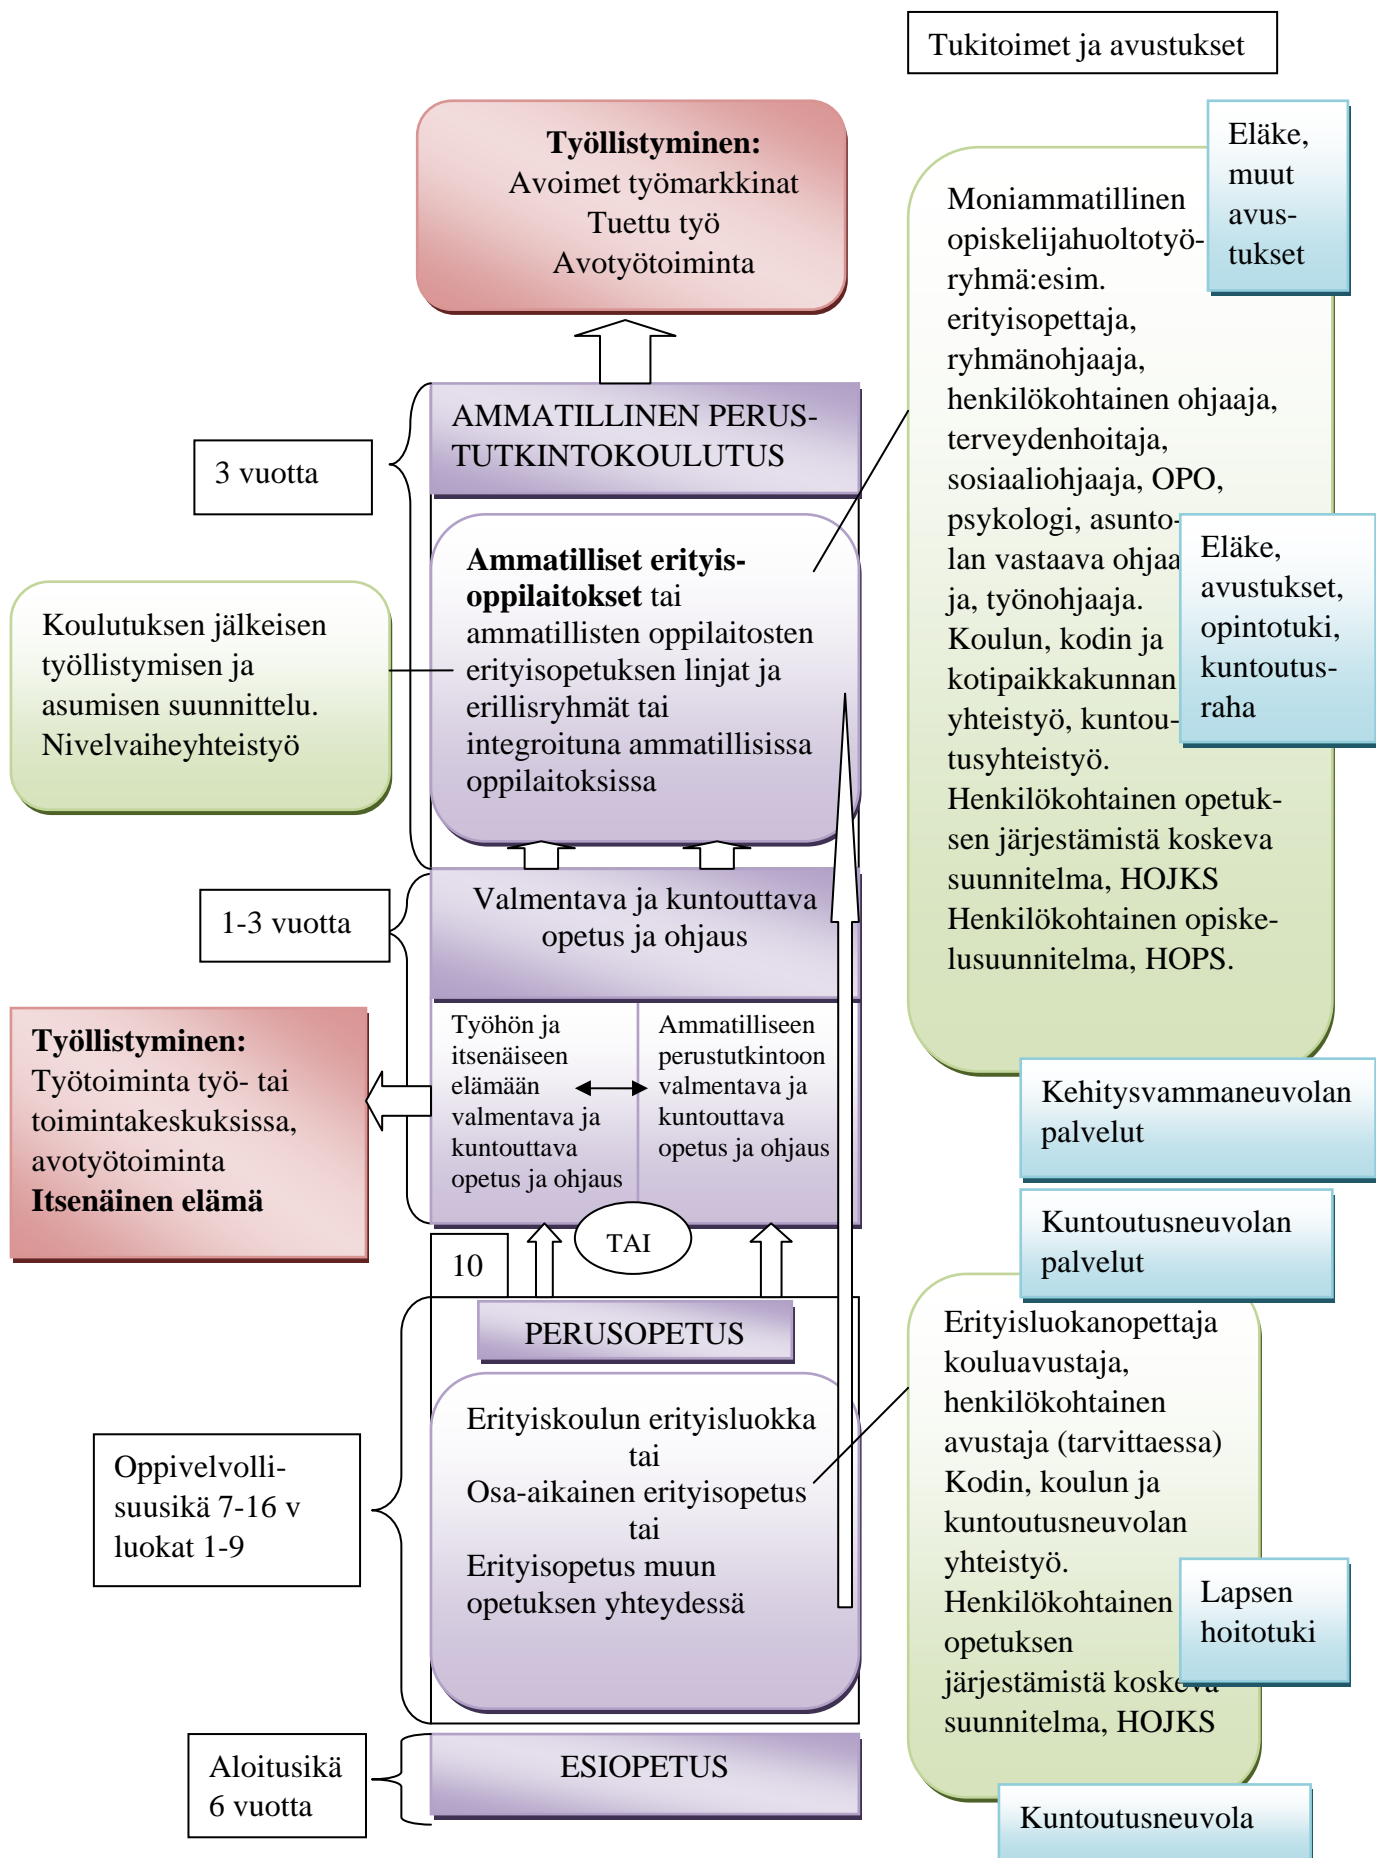 Tukitoimet ja avustukset
Työllistyminen:
Avoimet työmarkkinat
Tuettu työ
Avotyötoiminta
Eläke,
muut
avus-
tukset
Moniammatillinen
opiskelijahuoltotyö-
ryhmä:esim.
erityisopettaja,
ryhmänohjaaja,
henkilökohtainen ohjaaja,
terveydenhoitaja,
sosiaaliohjaaja, OPO,
psykologi, asunto-
lan vastaava ohjaa
ja, työnohjaaja.
Koulun, kodin ja
kotipaikkakunnan
yhteistyö, kuntou-
tusyhteistyö.
Henkilökohtainen opetuk-
sen järjestämistä koskeva
suunnitelma, HOJKS
Henkilökohtainen opiske-
lusuunnitelma, HOPS.
Eläke,
avustukset,
opintotuki,
kuntoutus-
raha
AMMATILLINEN PERUS-
TUTKINTOKOULUTUS
3 vuotta
Ammatilliset erityis-
oppilaitokset tai
ammatillisten oppilaitosten
erityisopetuksen linjat ja
erillisryhmät tai
integroituna ammatillisissa
oppilaitoksissa
Koulutuksen jälkeisen
työllistymisen ja
asumisen suunnittelu.
Nivelvaiheyhteistyö
Valmentava ja kuntouttava
opetus ja ohjaus
1-3 vuotta
Työhön ja
itsenäiseen
elämään
valmentava ja
kuntouttava
opetus ja ohjaus
Ammatilliseen
perustutkintoon
valmentava ja
kuntouttava
opetus ja ohjaus
Työllistyminen:
Työtoiminta työ- tai
toimintakeskuksissa,
avotyötoiminta
Itsenäinen elämä
Kehitysvammaneuvolan
palvelut
Kuntoutusneuvolan
palvelut
TAI
10
PERUSOPETUS
Erityiskoulun erityisluokka
tai
Osa-aikainen erityisopetus
tai
Erityisopetus muun
opetuksen yhteydessä
Oppivelvolli-
suusikä 7-16 v
luokat 1-9
Erityisluokanopettaja
kouluavustaja,
henkilökohtainen
avustaja (tarvittaessa)
Kodin, koulun ja
kuntoutusneuvolan
yhteistyö.
Henkilökohtainen
opetuksen
järjestämistä koskeva
suunnitelma, HOJKS
Lapsen
hoitotuki
ESIOPETUS
Aloitusikä
6 vuotta
Kuntoutusneuvola